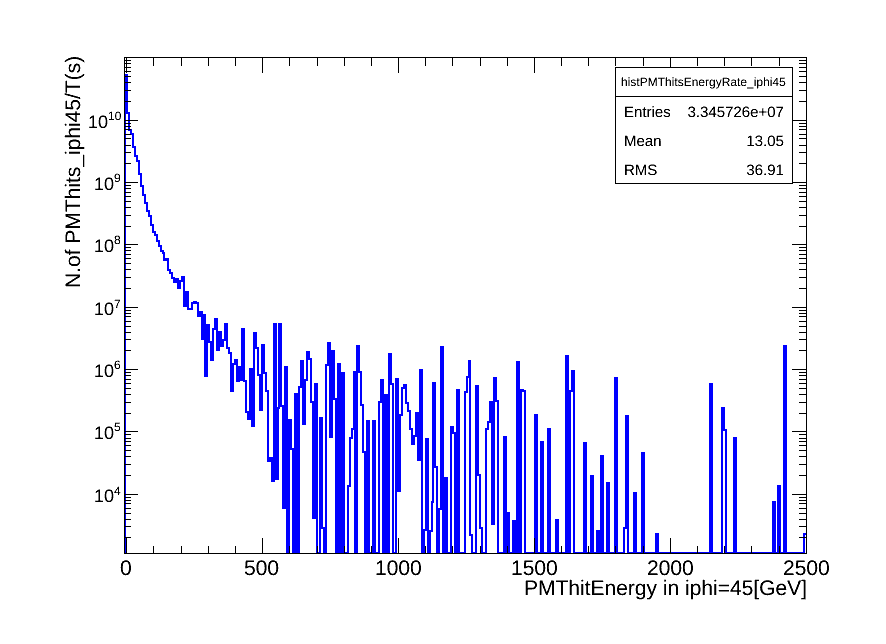 histPMThitsEnergyRate_iphi45
Entries 3.345726e+07
Mean 13.05
RMS 36.91
N.of PMThits_iphi45/T(s)
10^10
10^9
10^8
10^7
10^6
10^5
10^4
0 500 1000 1500 2000 2500
PMThitEnergy in iphi=45[GeV]